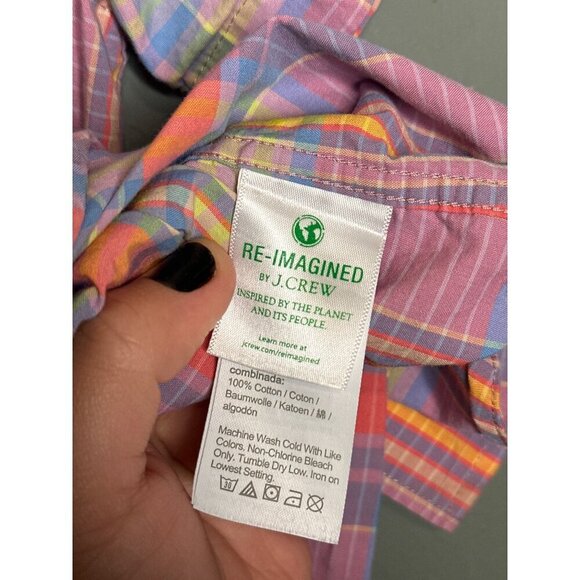 RE-IMAGINED
BY J.CREW
INSPIRED BY THE PLANET
AND ITS PEOPLE.
Learn more at
jcrew.com/reimagined
combinada:
100% Cotton / Coton /
Baumwolle / Katoen / 綿 /
algodón
Machine Wash Cold With Like
Colors. Non-Chlorine Bleach
Only. Tumble Dry Low. Iron on
Lowest Setting.
30